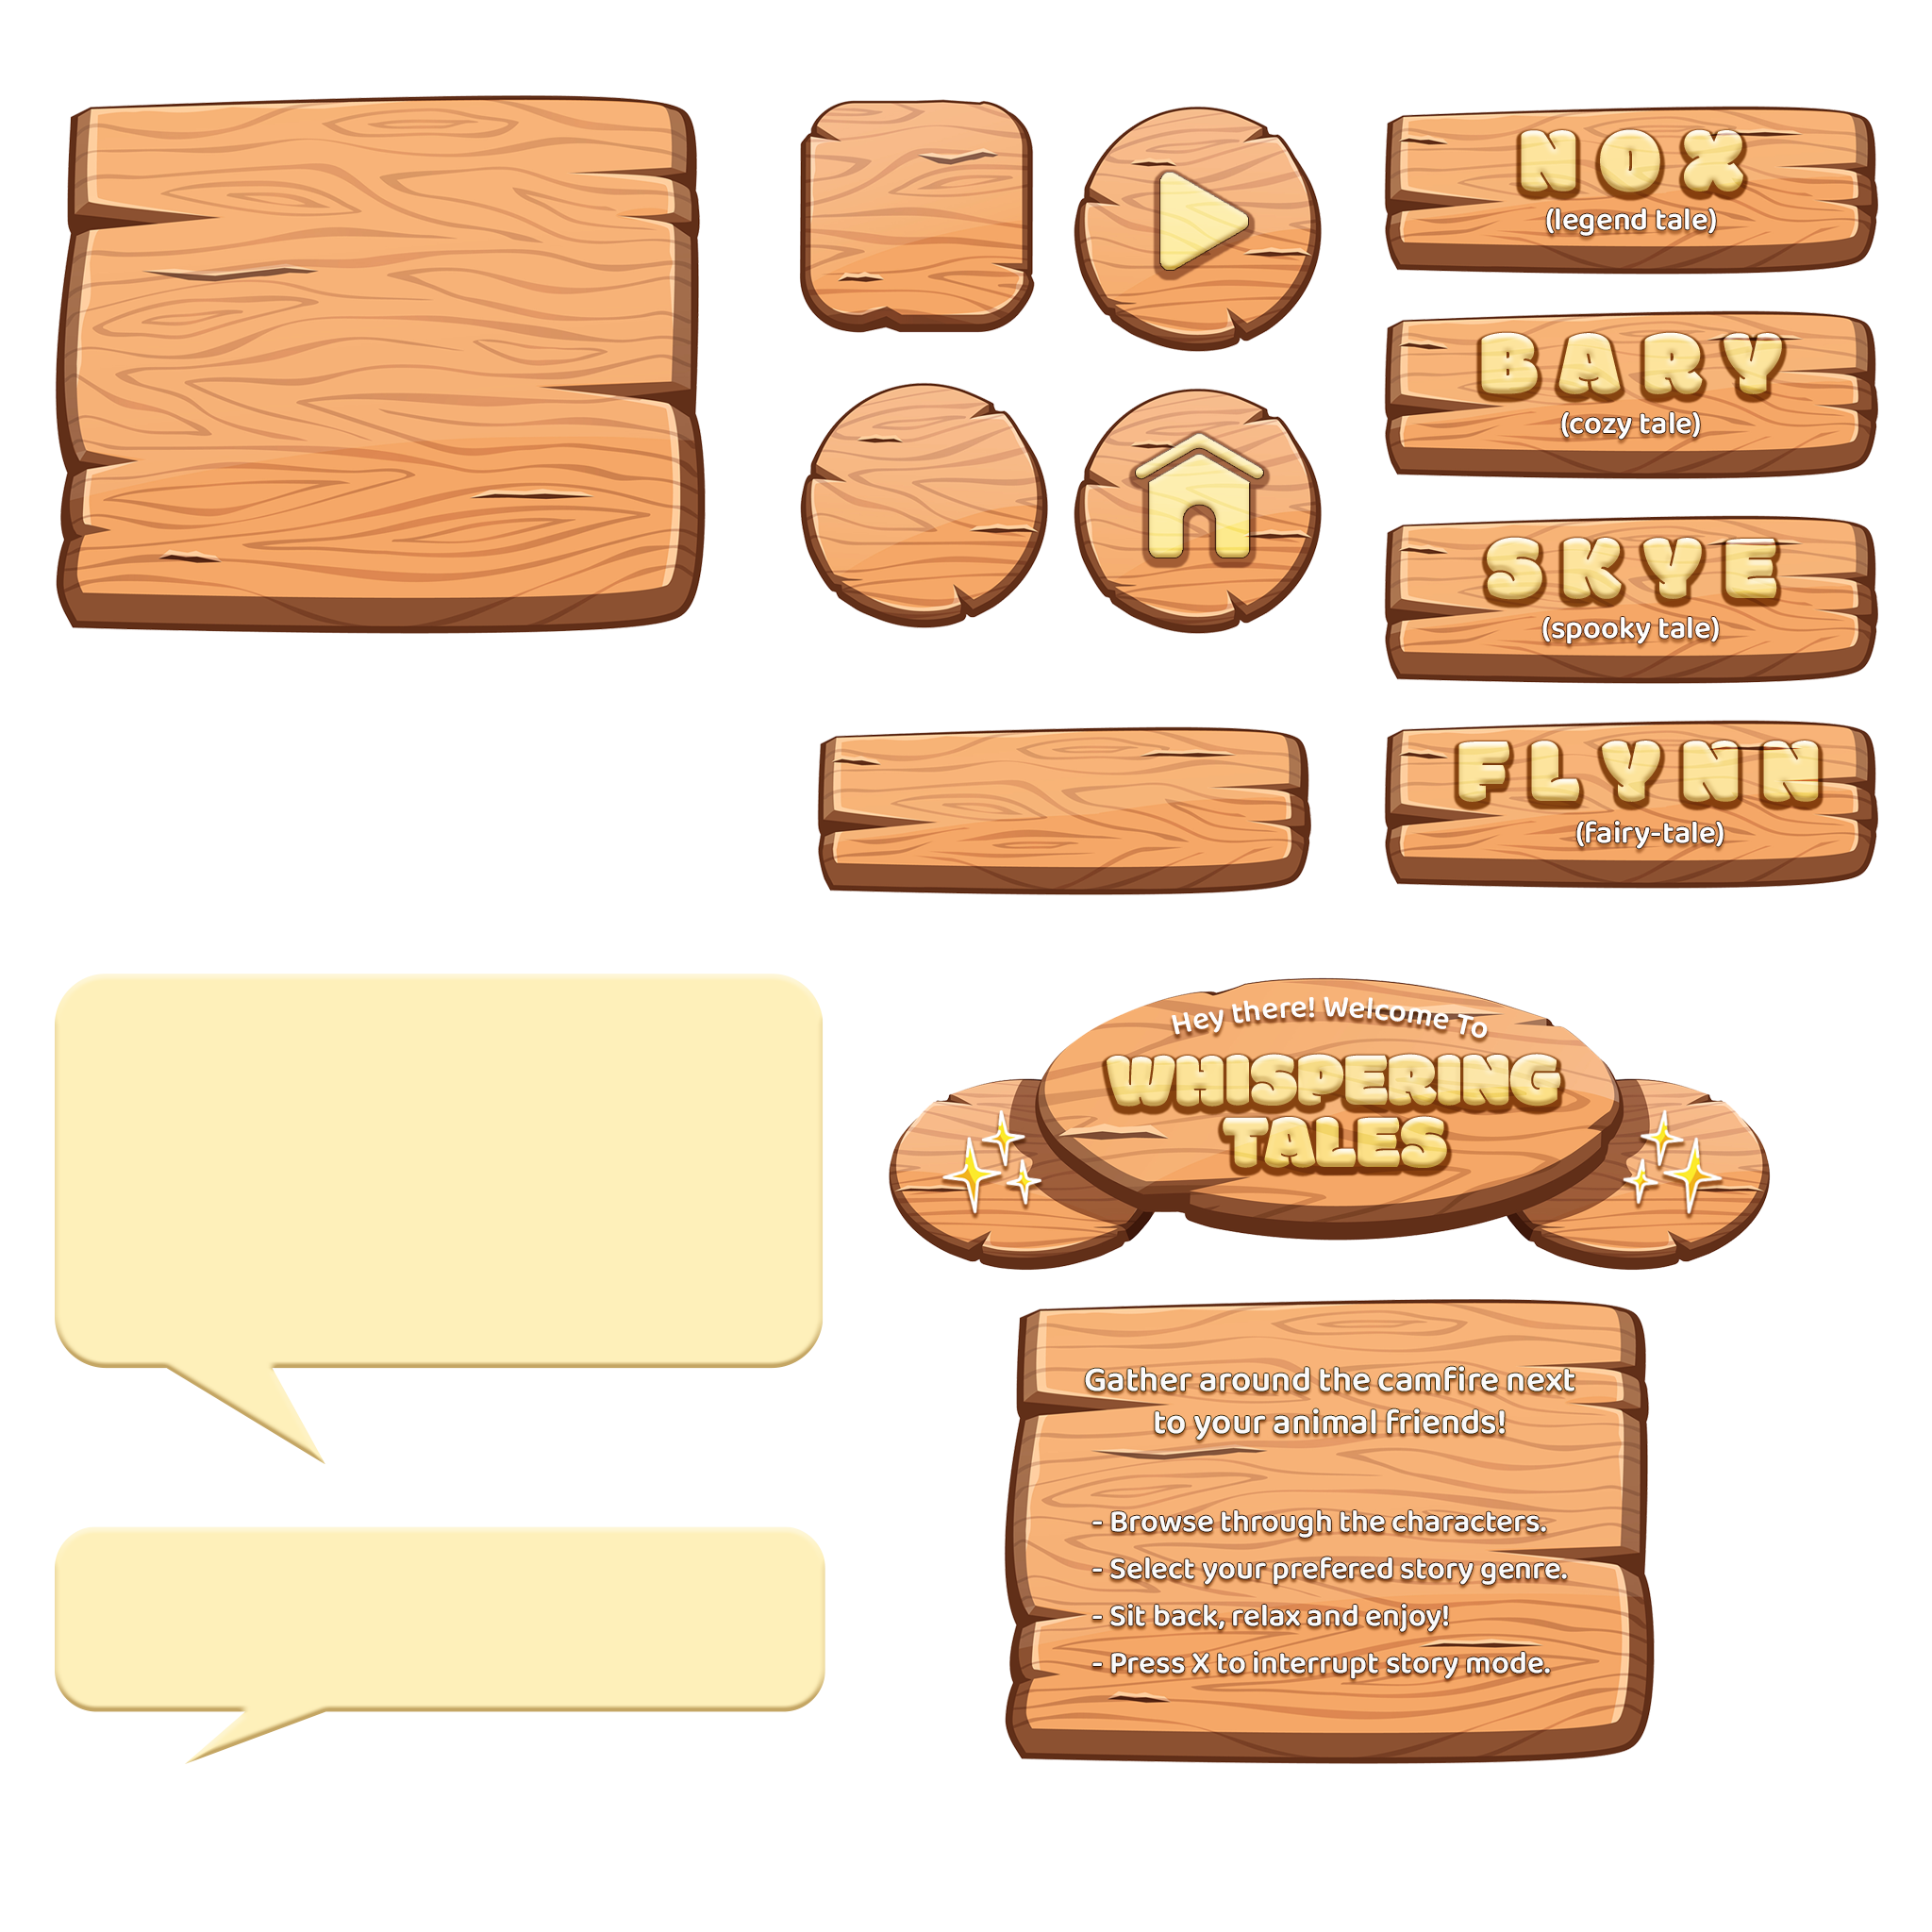 NOX
(legend tale)
BARY
(cozy tale)
SKYE
(spooky tale)
FLYNN
(fairy-tale)
Hey there! Welcome To
WHISPERING
TALES
Gather around the camfire next
to your animal friends!
- Browse through the characters.
- Select your prefered story genre.
- Sit back, relax and enjoy!
- Press X to interrupt story mode.